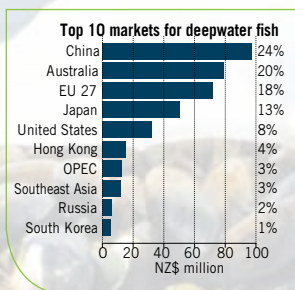 Top 10 markets for deepwater fish
China 24%
Australia 20%
EU 27 18%
Japan 13%
United States 8%
Hong Kong 4%
OPEC 3%
Southeast Asia 3%
Russia 2%
South Korea 1%
0 20 40 60 80 100
NZ$ million